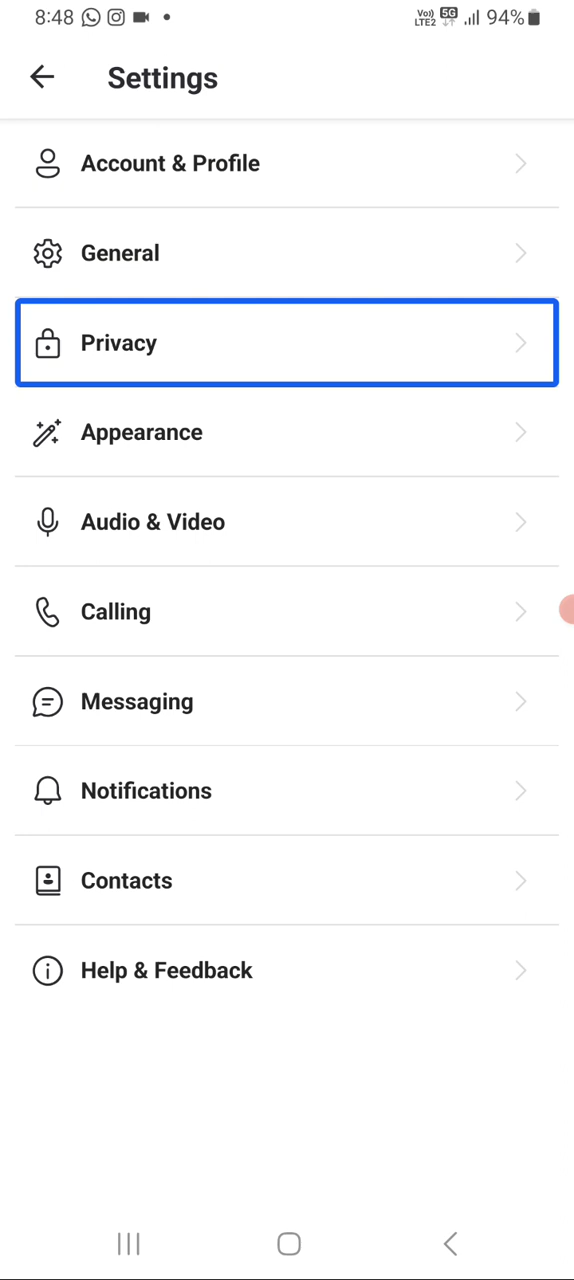 8:48
Vo)) 5G
LTE2 94%
Settings
Account & Profile
General
Privacy
Appearance
Audio & Video
Calling
Messaging
Notifications
Contacts
Help & Feedback